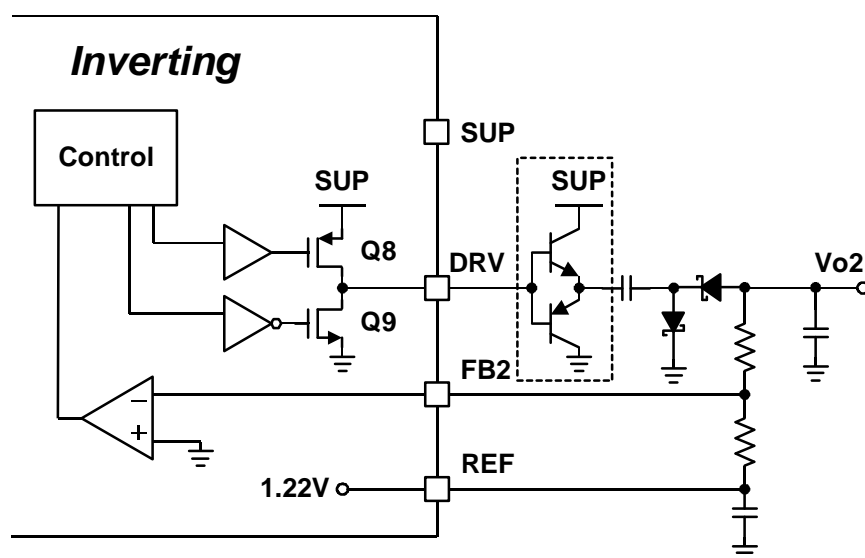 Inverting
SUP
Control
SUP
SUP
Q8
DRV
Vo2
Q9
FB2
−
+
REF
1.22V